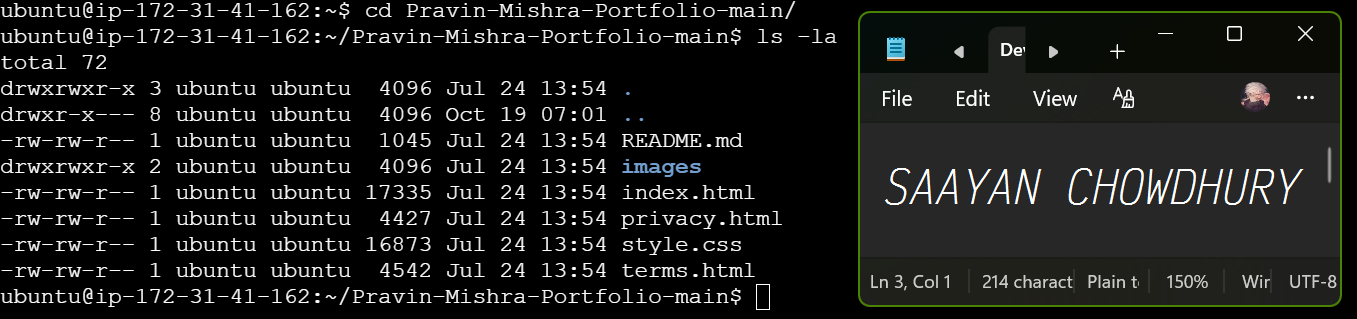 ubuntu@ip-172-31-41-162:~$ cd Pravin-Mishra-Portfolio-main/
ubuntu@ip-172-31-41-162:~/Pravin-Mishra-Portfolio-main$ ls -la
total 72
drwxrwxr-x 3 ubuntu ubuntu  4096 Jul 24 13:54 .
drwxr-x--- 8 ubuntu ubuntu  4096 Oct 19 07:01 ..
-rw-rw-r-- 1 ubuntu ubuntu  1045 Jul 24 13:54 README.md
drwxrwxr-x 2 ubuntu ubuntu  4096 Jul 24 13:54 images
-rw-rw-r-- 1 ubuntu ubuntu 17335 Jul 24 13:54 index.html
-rw-rw-r-- 1 ubuntu ubuntu  4427 Jul 24 13:54 privacy.html
-rw-rw-r-- 1 ubuntu ubuntu 16873 Jul 24 13:54 style.css
-rw-rw-r-- 1 ubuntu ubuntu  4542 Jul 24 13:54 terms.html
ubuntu@ip-172-31-41-162:~/Pravin-Mishra-Portfolio-main$
File Edit View
SAAYAN CHOWDHURY
Ln 3, Col 1 214 charact Plain t 150% UTF-8